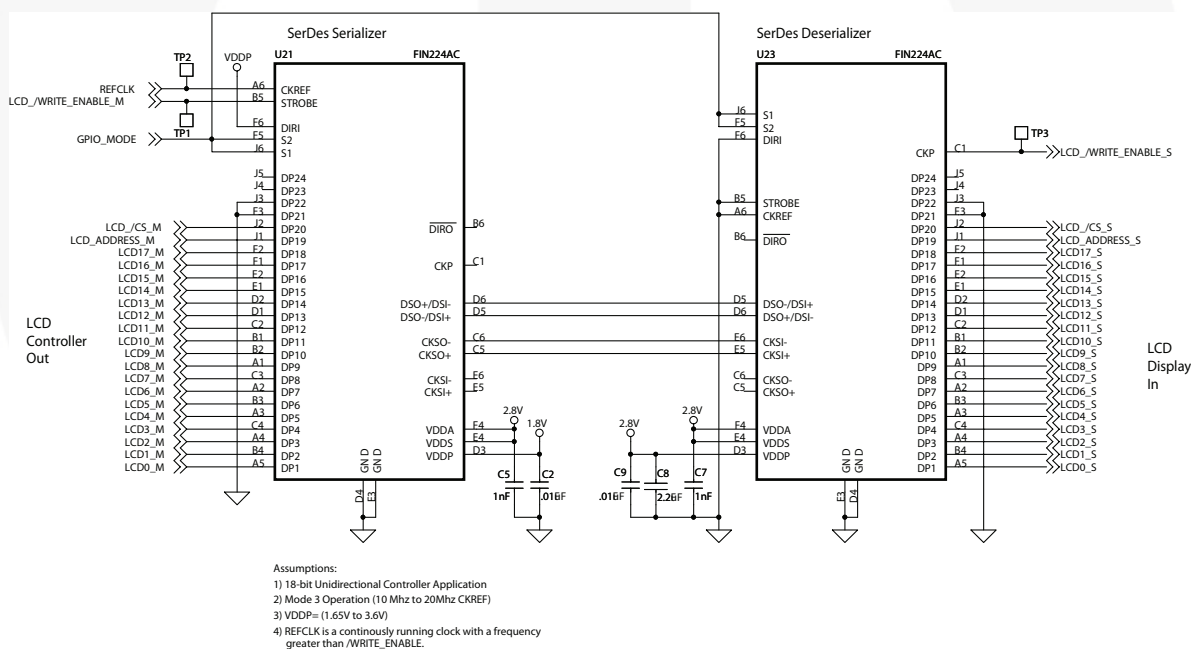 SerDes Serializer
SerDes Deserializer
U21 FIN224AC
U23 FIN224AC
TP2
VDDP
REFCLK
A6 CKREF
LCD_/WRITE_ENABLE_M
B5 STROBE
TP1
F6 DIRI
GPIO_MODE
F5 S2
J6 S1
J5 DP24
J4 DP23
J3 DP22
F3 DP21
LCD_/CS_M J2 DP20
LCD_ADDRESS_M J1 DP19
LCD17_M F2 DP18
LCD16_M F1 DP17
LCD15_M E2 DP16
LCD14_M E1 DP15
LCD13_M D2 DP14
LCD12_M D1 DP13
LCD11_M C2 DP12
LCD10_M B1 DP11
LCD9_M B2 DP10
LCD8_M A1 DP9
LCD7_M C3 DP8
LCD6_M A2 DP7
LCD5_M B3 DP6
LCD4_M A3 DP5
LCD3_M C4 DP4
LCD2_M A4 DP3
LCD1_M B4 DP2
LCD0_M A5 DP1
LCD
Controller
Out
DIRO B6
CKP C1
DSO+/DSI- D6
DSO-/DSI+ D5
CKSO- C6
CKSO+ C5
CKSI- E6
CKSI+ E5
VDDA F4
VDDS E4
VDDP D3
GND
GND
D4
E3
2.8V
1.8V
C5
1nF
C2
J6 S1
F5 S2
F6 DIRI
B5 STROBE
A6 CKREF
B6 DIRO
D5 DSO-/DSI+
D6 DSO+/DSI-
E6 CKSI-
E5 CKSI+
C6 CKSO-
C5 CKSO+
2.8V
2.8V
F4 VDDA
E4 VDDS
D3 VDDP
C9
C8
C7
1nF
GND
GND
E3
D4
TP3
CKP C1 LCD_/WRITE_ENABLE_S
DP24 J5
DP23 J4
DP22 J3
DP21 F3
DP20 J2 LCD_/CS_S
DP19 J1 LCD_ADDRESS_S
DP18 F2 LCD17_S
DP17 F1 LCD16_S
DP16 E2 LCD15_S
DP15 E1 LCD14_S
DP14 D2 LCD13_S
DP13 D1 LCD12_S
DP12 C2 LCD11_S
DP11 B1 LCD10_S
DP10 B2 LCD9_S
DP9 A1 LCD8_S
DP8 C3 LCD7_S
DP7 A2 LCD6_S
DP6 B3 LCD5_S
DP5 A3 LCD4_S
DP4 C4 LCD3_S
DP3 A4 LCD2_S
DP2 B4 LCD1_S
DP1 A5 LCD0_S
LCD
Display
In
Assumptions:
1) 18-bit Unidirectional Controller Application
2) Mode 3 Operation (10 Mhz to 20Mhz CKREF)
3) VDDP= (1.65V to 3.6V)
4) REFCLK is a continously running clock with a frequency
greater than /WRITE_ENABLE.